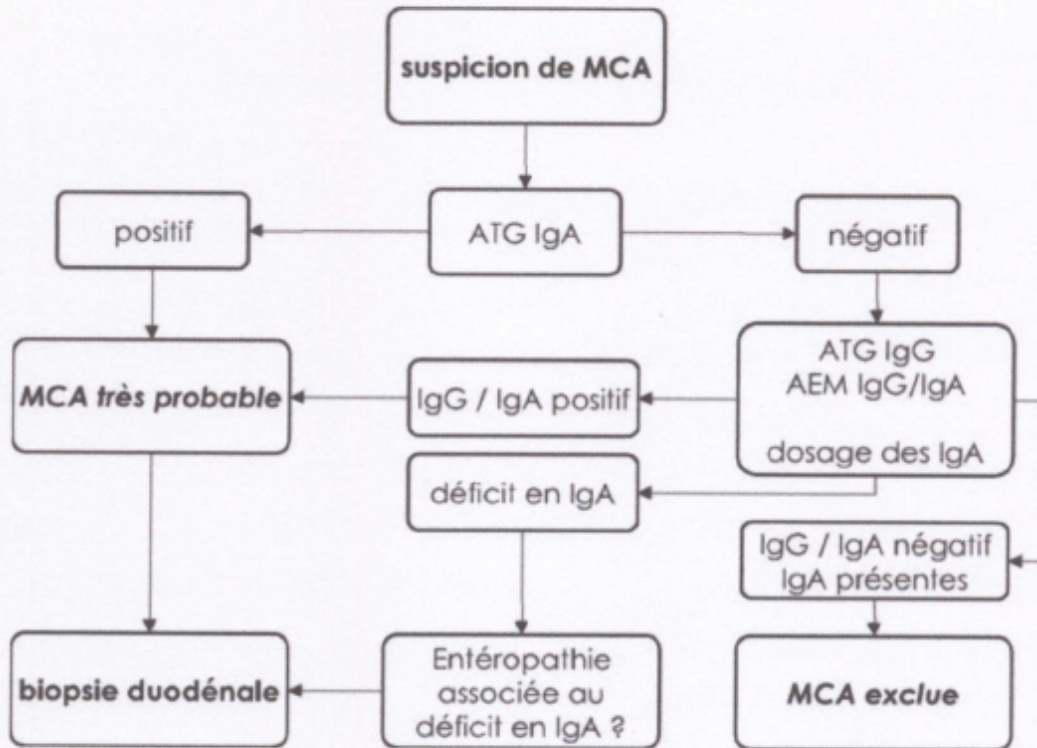 suspicion de MCA
positif
ATG IgA
négatif
MCA très probable
IgG / IgA positif
ATG IgG
AEM IgG/IgA
dosage des IgA
déficit en IgA
IgG / IgA négatif
IgA présentes
biopsie duodénale
Entéropathie
associée au
déficit en IgA ?
MCA exclue